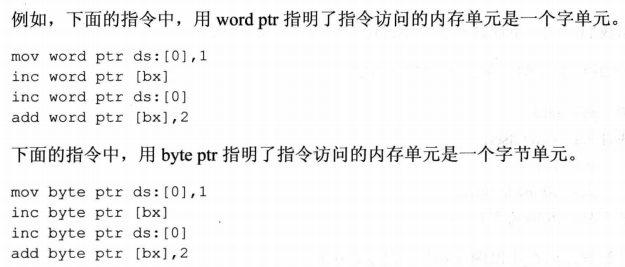 例如，下面的指令中，用 word ptr 指明了指令访问的内存单元是一个字单元。
mov word ptr ds:[0],1
inc word ptr [bx]
inc word ptr ds:[0]
add word ptr [bx],2
下面的指令中，用 byte ptr 指明了指令访问的内存单元是一个字节单元。
mov byte ptr ds:[0],1
inc byte ptr [bx]
inc byte ptr ds:[0]
add byte ptr [bx],2